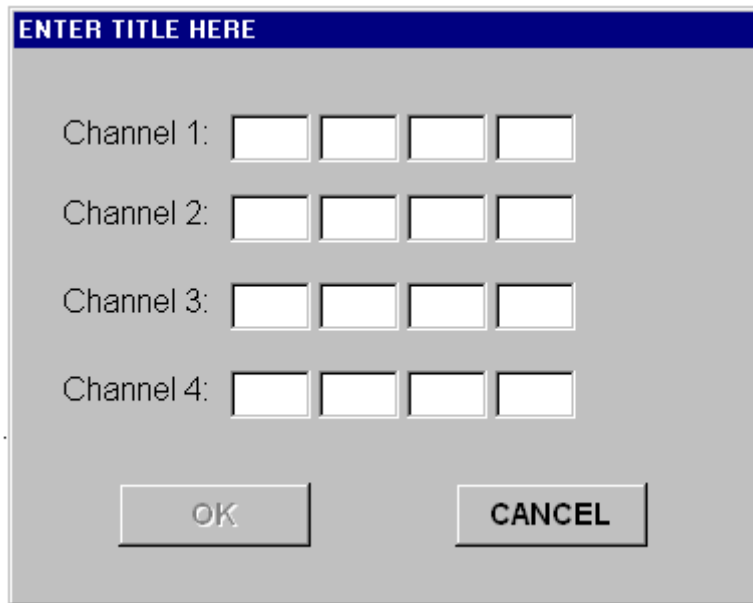 ENTER TITLE HERE
Channel 1:
Channel 2:
Channel 3:
Channel 4:
OK CANCEL